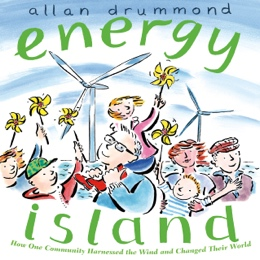 allan drummond
energy
island
How One Community Harnessed the Wind and Changed Their World